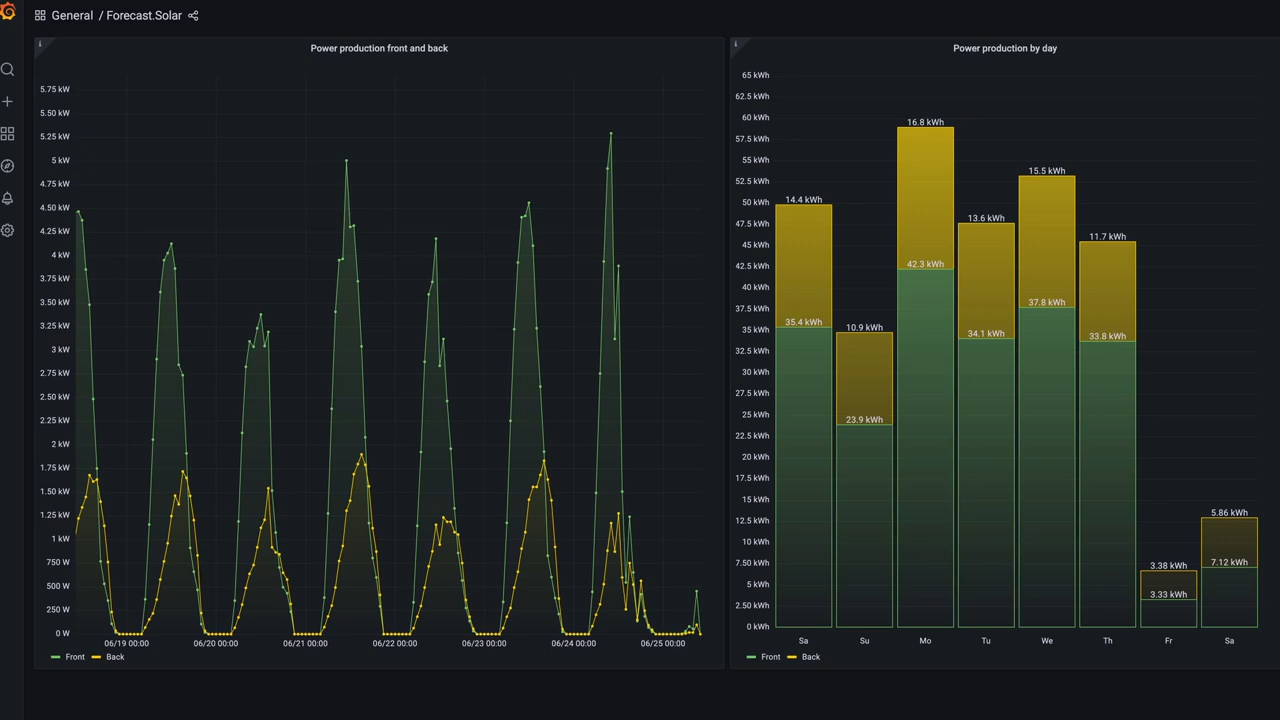 General / Forecast.Solar
Power production front and back
5.75 kW
5.50 kW
5.25 kW
5 kW
4.75 kW
4.50 kW
4.25 kW
4 kW
3.75 kW
3.50 kW
3.25 kW
3 kW
2.75 kW
2.50 kW
2.25 kW
2 kW
1.75 kW
1.50 kW
1.25 kW
1 kW
750 W
500 W
250 W
0 W
06/19 00:00 06/20 00:00 06/21 00:00 06/22 00:00 06/23 00:00 06/24 00:00 06/25 00:00
Front Back
Power production by day
65 kWh
62.5 kWh
60 kWh
57.5 kWh
55 kWh
52.5 kWh
50 kWh
47.5 kWh
45 kWh
42.5 kWh
40 kWh
37.5 kWh
35 kWh
32.5 kWh
30 kWh
27.5 kWh
25 kWh
22.5 kWh
20 kWh
17.5 kWh
15 kWh
12.5 kWh
10 kWh
7.50 kWh
5 kWh
2.50 kWh
0 kWh
14.4 kWh
35.4 kWh
10.9 kWh
23.9 kWh
16.8 kWh
42.3 kWh
13.6 kWh
34.1 kWh
15.5 kWh
37.8 kWh
11.7 kWh
33.8 kWh
3.38 kWh
3.33 kWh
5.86 kWh
7.12 kWh
Sa Su Mo Tu We Th Fr Sa
Front Back